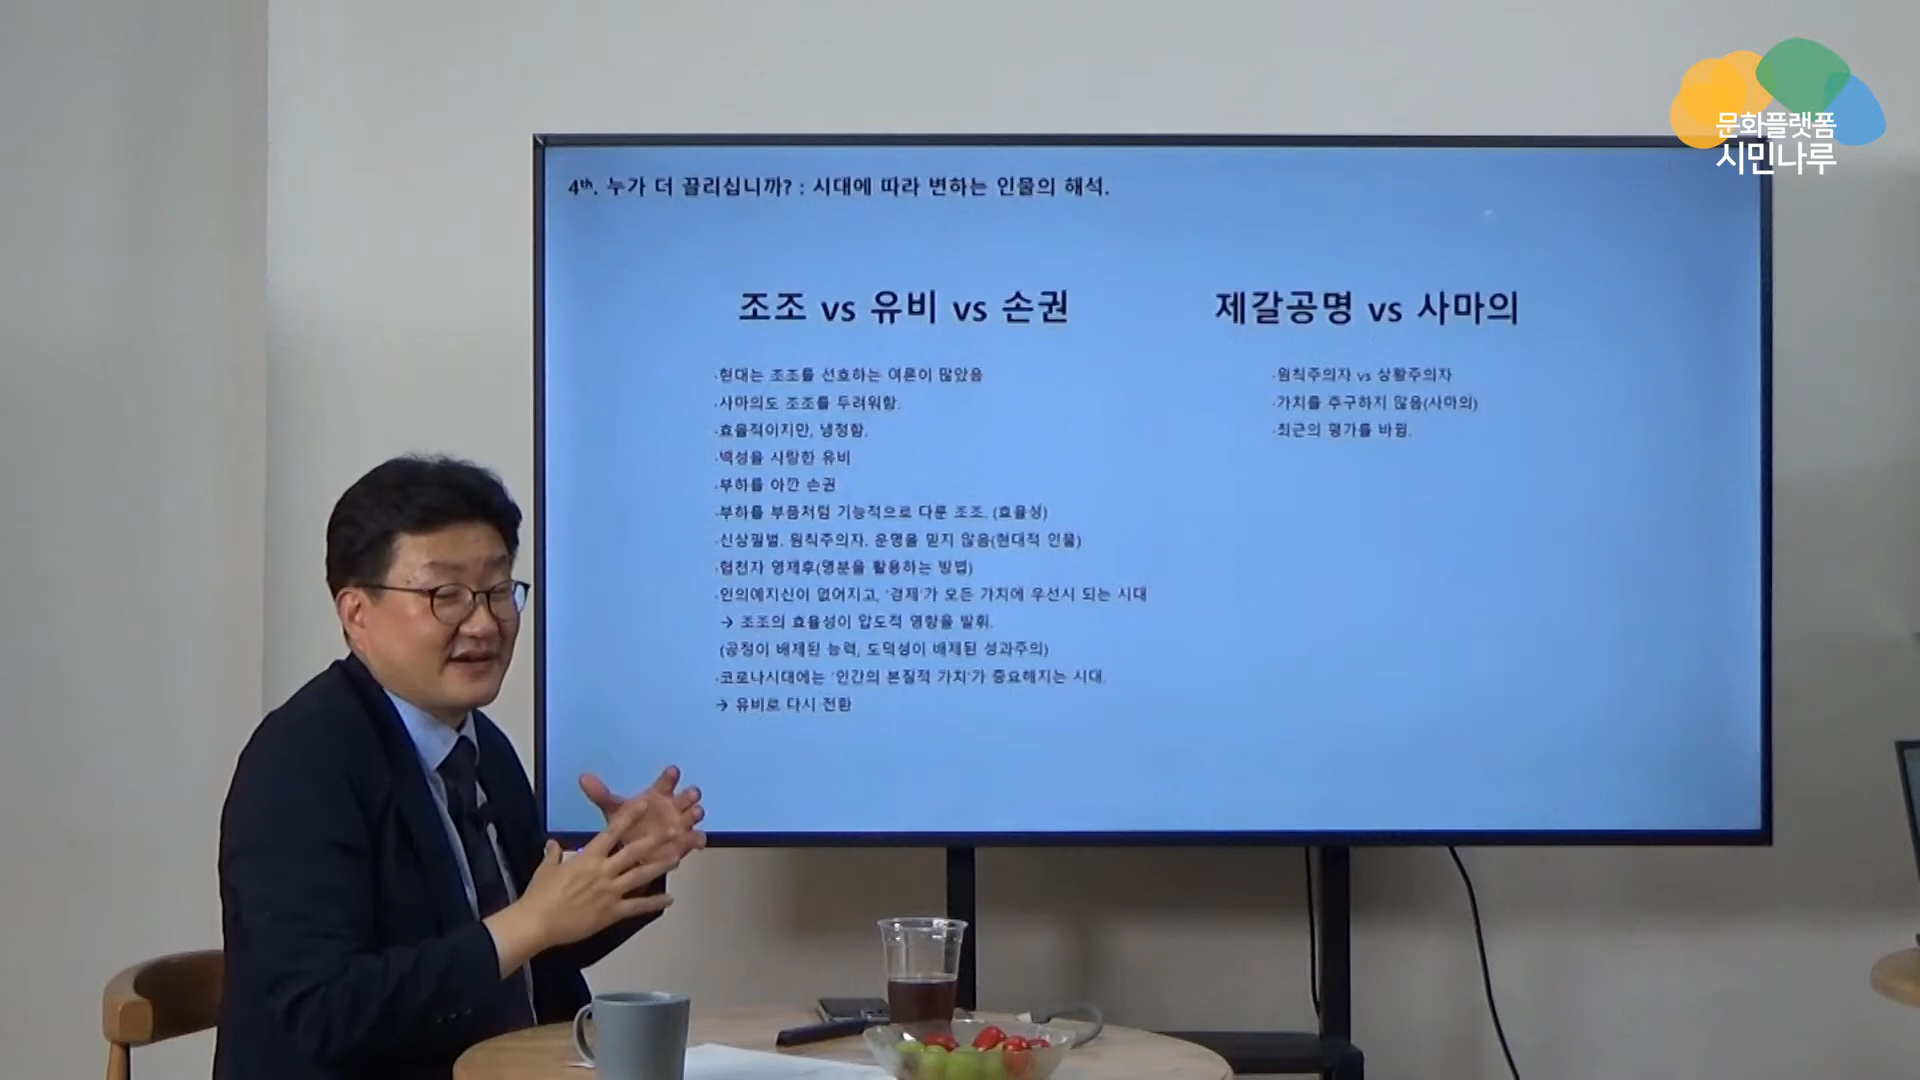 문화플랫폼
시민나루
4th. 누가 더 끌리십니까? : 시대에 따라 변하는 인물의 해석.
조조 vs 유비 vs 손권
·현대는 조조를 선호하는 여론이 많았음
·사마의도 조조를 두려워함.
·효율적이지만, 냉정함.
·백성을 사랑한 유비
·부하를 아낀 손권
·부하를 부품처럼 기능적으로 다룬 조조. (효율성)
·신상필벌, 원칙주의자, 운명을 믿지 않음(현대적 인물)
·협천자 영제후(명분을 활용하는 방법)
·인의예지신이 없어지고, '경제'가 모든 가치에 우선시 되는 시대
→ 조조의 효율성이 압도적 영향을 발휘.
(공정이 배제된 능력, 도덕성이 배제된 성과주의)
·코로나시대에는 '인간의 본질적 가치'가 중요해지는 시대.
→ 유비로 다시 전환
제갈공명 vs 사마의
·원칙주의자 vs 상황주의자
·가치를 추구하지 않음(사마의)
·최근의 평가를 바뀜.